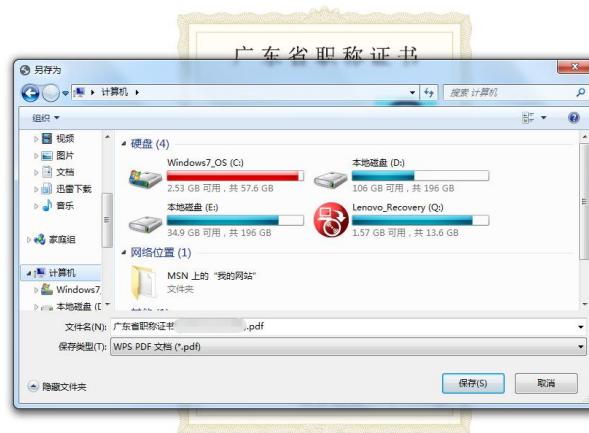 广东省职称证书
另存为
计算机
搜索 计算机
组织
视频
图片
文档
迅雷下载
音乐
家庭组
计算机
Windows7_
本地磁盘 (D
硬盘 (4)
Windows7_OS (C:)
2.53 GB 可用，共 57.6 GB
本地磁盘 (D:)
106 GB 可用，共 196 GB
本地磁盘 (E:)
34.9 GB 可用，共 196 GB
Lenovo_Recovery (Q:)
1.57 GB 可用，共 13.6 GB
网络位置 (1)
MSN 上的 "我的网站"
文件夹
文件名(N): 广东省职称证书 .pdf
保存类型(T): WPS PDF 文档 (*.pdf)
隐藏文件夹
保存(S)
取消